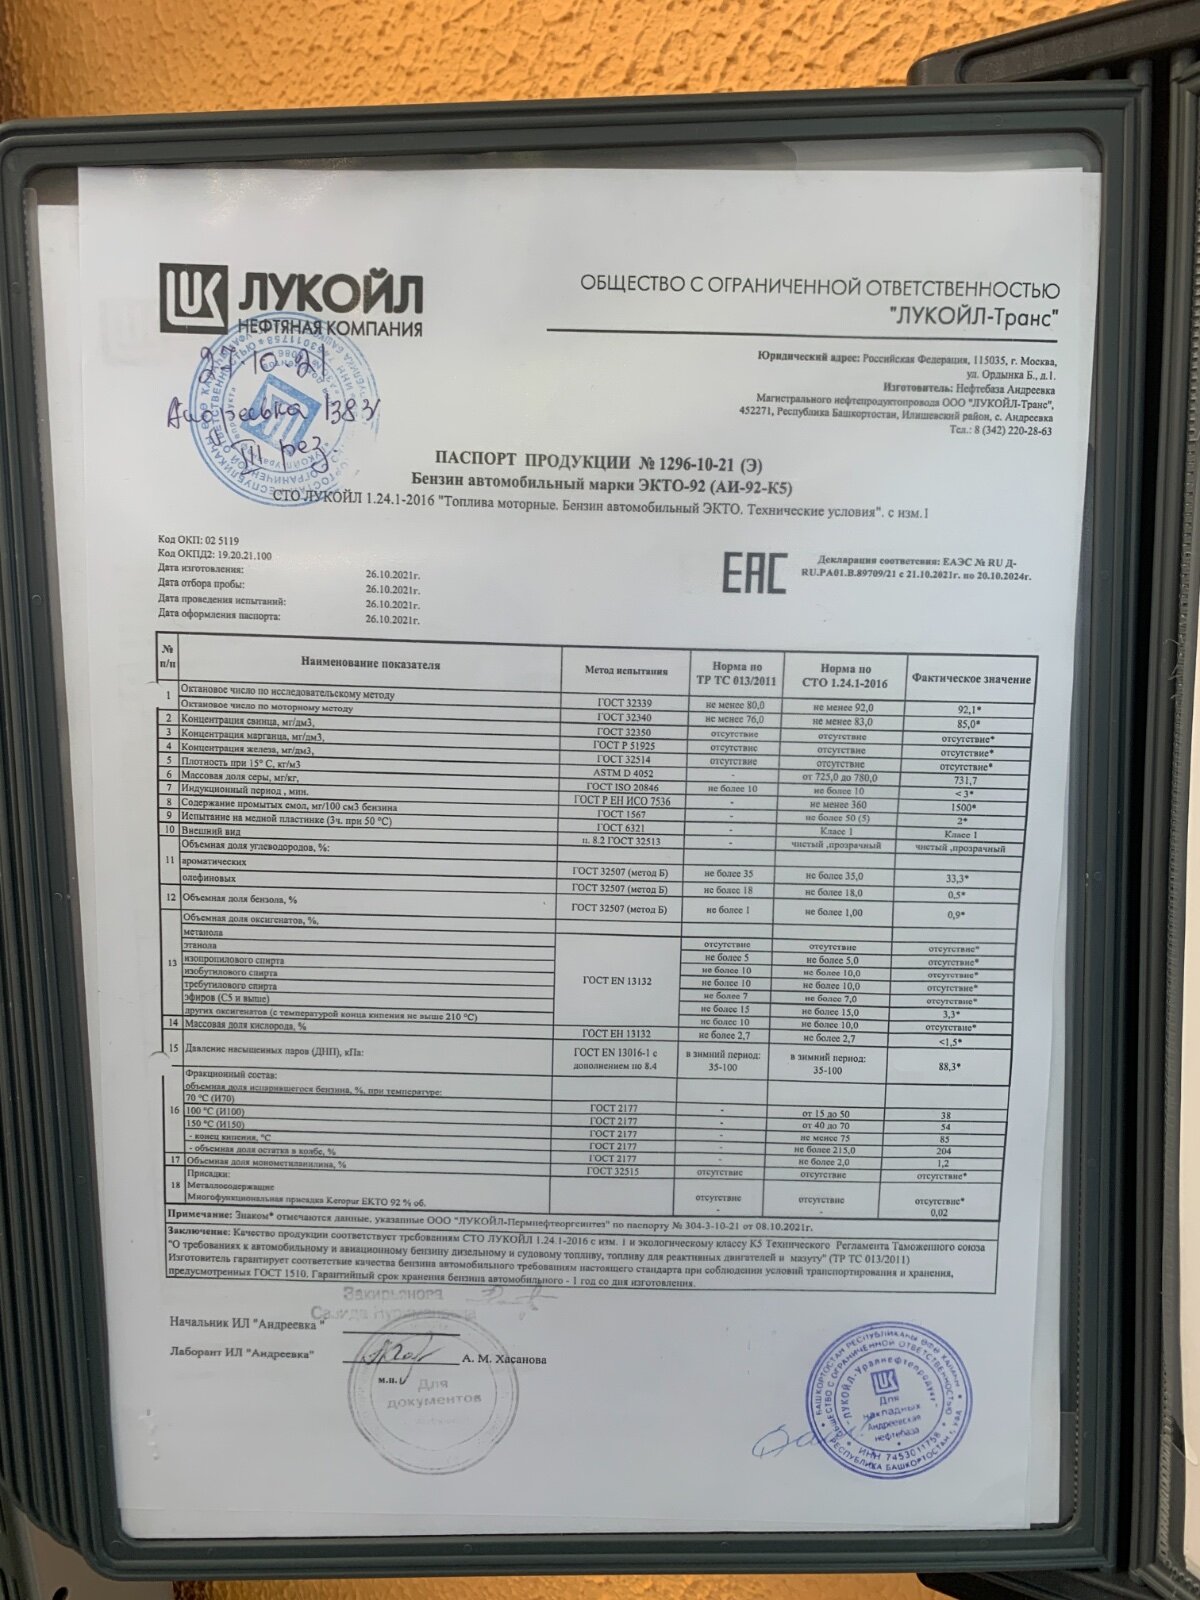 ЛУКОЙЛ
НЕФТЯНАЯ КОМПАНИЯ
ОБЩЕСТВО С ОГРАНИЧЕННОЙ ОТВЕТСТВЕННОСТЬЮ
"ЛУКОЙЛ-Транс"
Юридический адрес: Российская Федерация, 115035, г. Москва,
ул. Ордынка Б., д.1.
Изготовитель: Нефтебаза Андреевка
Магистрального нефтепродуктопровода ООО "ЛУКОЙЛ-Транс",
452271, Республика Башкортостан, Илишевский район, с. Андреевка
Тел.: 8 (342) 220-28-63
10.21
1383
III рез
ПАСПОРТ ПРОДУКЦИИ № 1296-10-21 (Э)
Бензин автомобильный марки ЭКТО-92 (АИ-92-К5)
СТО ЛУКОЙЛ 1.24.1-2016 "Топлива моторные. Бензин автомобильный ЭКТО. Технические условия". с изм.1
Код ОКП: 02 5119
Код ОКПД2: 19.20.21.100
Дата изготовления: 26.10.2021г.
Дата отбора пробы: 26.10.2021г.
Дата проведения испытаний: 26.10.2021г.
Дата оформления паспорта: 26.10.2021г.
ЕАС
Декларация соответсвия: ЕАЭС № RU Д-
RU.РА01.В.89709/21 с 21.10.2021г. по 20.10.2024г.
№ п/п Наименование показателя Метод испытания Норма по ТР ТС 013/2011 Норма по СТО 1.24.1-2016 Фактическое значение
1 Октановое число по исследовательскому методу ГОСТ 32339 не менее 80,0 не менее 92,0 92,1*
Октановое число по моторному методу ГОСТ 32340 не менее 76,0 не менее 83,0 85,0*
2 Концентрация свинца, мг/дм3, ГОСТ 32350 отсутствие отсутствие отсутствие*
3 Концентрация марганца, мг/дм3, ГОСТ Р 51925 отсутствие отсутствие отсутствие*
4 Концентрация железа, мг/дм3, ГОСТ 32514 отсутствие отсутствие отсутствие*
5 Плотность при 15° С, кг/м3 ASTM D 4052 - от 725,0 до 780,0 731,7
6 Массовая доля серы, мг/кг, ГОСТ ISO 20846 не более 10 не более 10 < 3*
7 Индукционный период , мин. ГОСТ Р ЕН ИСО 7536 - не менее 360 1500*
8 Содержание промытых смол, мг/100 см3 бензина ГОСТ 1567 - не более 50 (5) 2*
9 Испытание на медной пластинке (3ч. при 50 °С) ГОСТ 6321 - Класс 1 Класс 1
10 Внешний вид п. 8.2 ГОСТ 32513 - чистый ,прозрачный чистый ,прозрачный
11 Объемная доля углеводородов, %:
ароматических ГОСТ 32507 (метод Б) не более 35 не более 35,0 33,3*
олефиновых ГОСТ 32507 (метод Б) не более 18 не более 18,0 0,5*
12 Объемная доля бензола, % ГОСТ 32507 (метод Б) не более 1 не более 1,00 0,9*
13 Объемная доля оксигенатов, %, ГОСТ EN 13132
метанола отсутствие отсутствие отсутствие*
этанола не более 5 не более 5,0 отсутствие*
изопропилового спирта не более 10 не более 10,0 отсутствие*
изобутилового спирта не более 10 не более 10,0 отсутствие*
требутилового спирта не более 7 не более 7,0 отсутствие*
эфиров (С5 и выше) не более 15 не более 15,0 3,3*
других оксигенатов (с температурой конца кипения не выше 210 °С) не более 10 не более 10,0 отсутствие*
14 Массовая доля кислорода, % ГОСТ ЕН 13132 не более 2,7 не более 2,7 <1,5*
15 Давление насыщенных паров (ДНП), кПа: ГОСТ EN 13016-1 с дополнением по 8.4 в зимний период: 35-100 в зимний период: 35-100 88,3*
16 Фракционный состав:
объемная доля испарившегося бензина, %, при температуре:
70 °С (И70) ГОСТ 2177 - от 15 до 50 38
100 °С (И100) ГОСТ 2177 - от 40 до 70 54
150 °С (И150) ГОСТ 2177 - не менее 75 85
- конец кипения, °С ГОСТ 2177 - не более 215,0 204
- объемная доля остатка в колбе, % ГОСТ 2177 - не более 2,0 1,2
17 Объемная доля монометиланилина, % ГОСТ 32515 отсутствие отсутствие отсутствие*
18 Присадки:
Металлосодержащие отсутствие отсутствие отсутствие*
Многофункциональная присадка Keropur ЕКТО 92 % об. - - 0,02
Примечание: Знаком* отмечаются данные, указанные ООО "ЛУКОЙЛ-Пермнефтеоргсинтез" по паспорту № 304-3-10-21 от 08.10.2021г.
Заключение: Качество продукции соответствует требованиям СТО ЛУКОЙЛ 1.24.1-2016 с изм. 1 и экологическому классу К5 Технического Регламента Таможенного союза
"О требованиях к автомобильному и авиационному бензину дизельному и судовому топливу, топливу для реактивных двигателей и мазуту" (ТР ТС 013/2011)
Изготовитель гарантирует соответствие качества бензина автомобильного требованиям настоящего стандарта при соблюдении условий транспортирования и хранения,
предусмотренных ГОСТ 1510. Гарантийный срок хранения бензина автомобильного - 1 год со дня изготовления.
Закирьянова
Начальник ИЛ "Андреевка "
Лаборант ИЛ "Андреевка" А. М. Хасанова
м.п.
Для
документов
ЛУКОЙЛ-Уралнефтепродукт
Для
накладных
Андреевская
нефтебаза
ИНН 7453011758
РЕСПУБЛИКА БАШКОРТОСТАН г. УФА